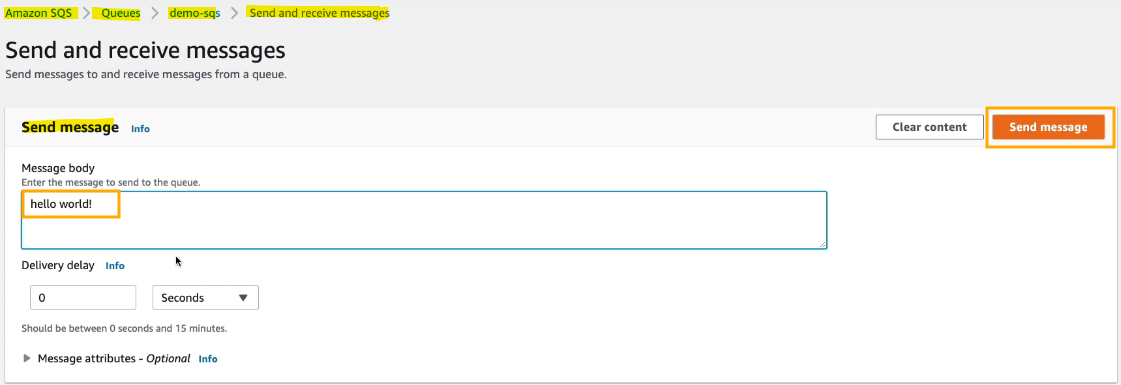 Amazon SQS > Queues > demo-sqs > Send and receive messages
Send and receive messages
Send messages to and receive messages from a queue.
Send message Info Clear content Send message
Message body
Enter the message to send to the queue.
hello world!
Delivery delay Info
0 Seconds
Should be between 0 seconds and 15 minutes.
Message attributes - Optional Info